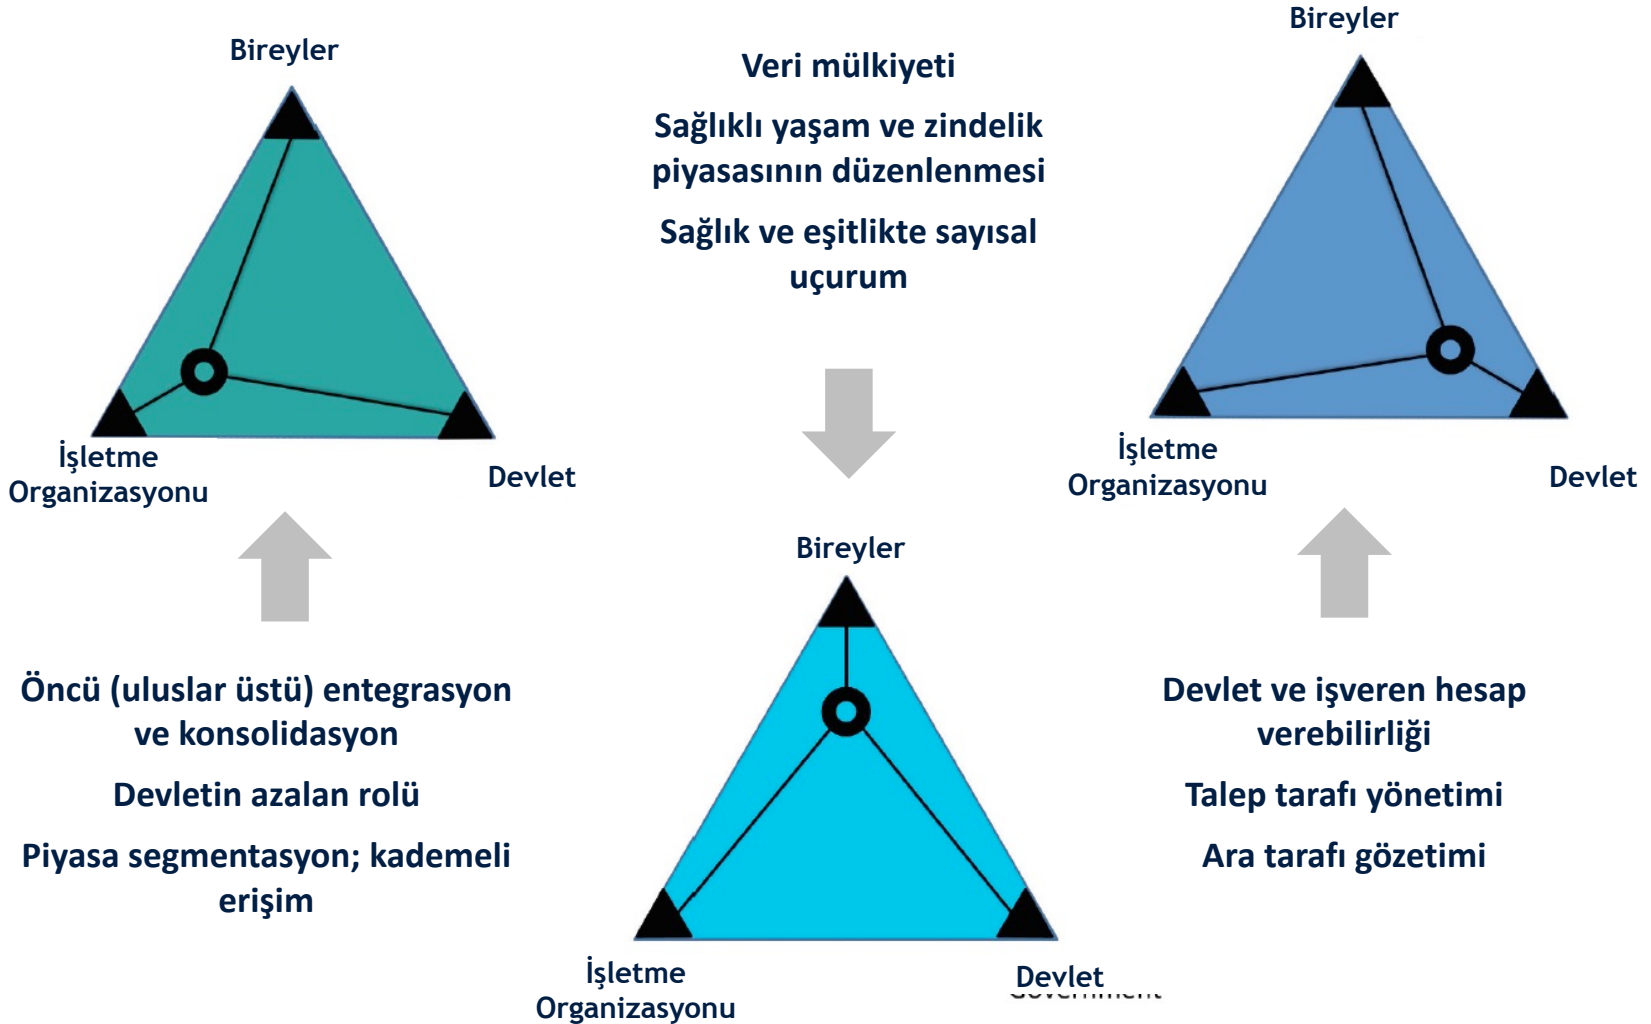 Bireyler
İşletme
Organizasyonu
Devlet
Öncü (uluslar üstü) entegrasyon
ve konsolidasyon
Devletin azalan rolü
Piyasa segmentasyon; kademeli
erişim
Veri mülkiyeti
Sağlıklı yaşam ve zindelik
piyasasının düzenlenmesi
Sağlık ve eşitlikte sayısal
uçurum
Bireyler
İşletme
Organizasyonu
Devlet
Government
Bireyler
İşletme
Organizasyonu
Devlet
Devlet ve işveren hesap
verebilirliği
Talep tarafı yönetimi
Ara tarafı gözetimi